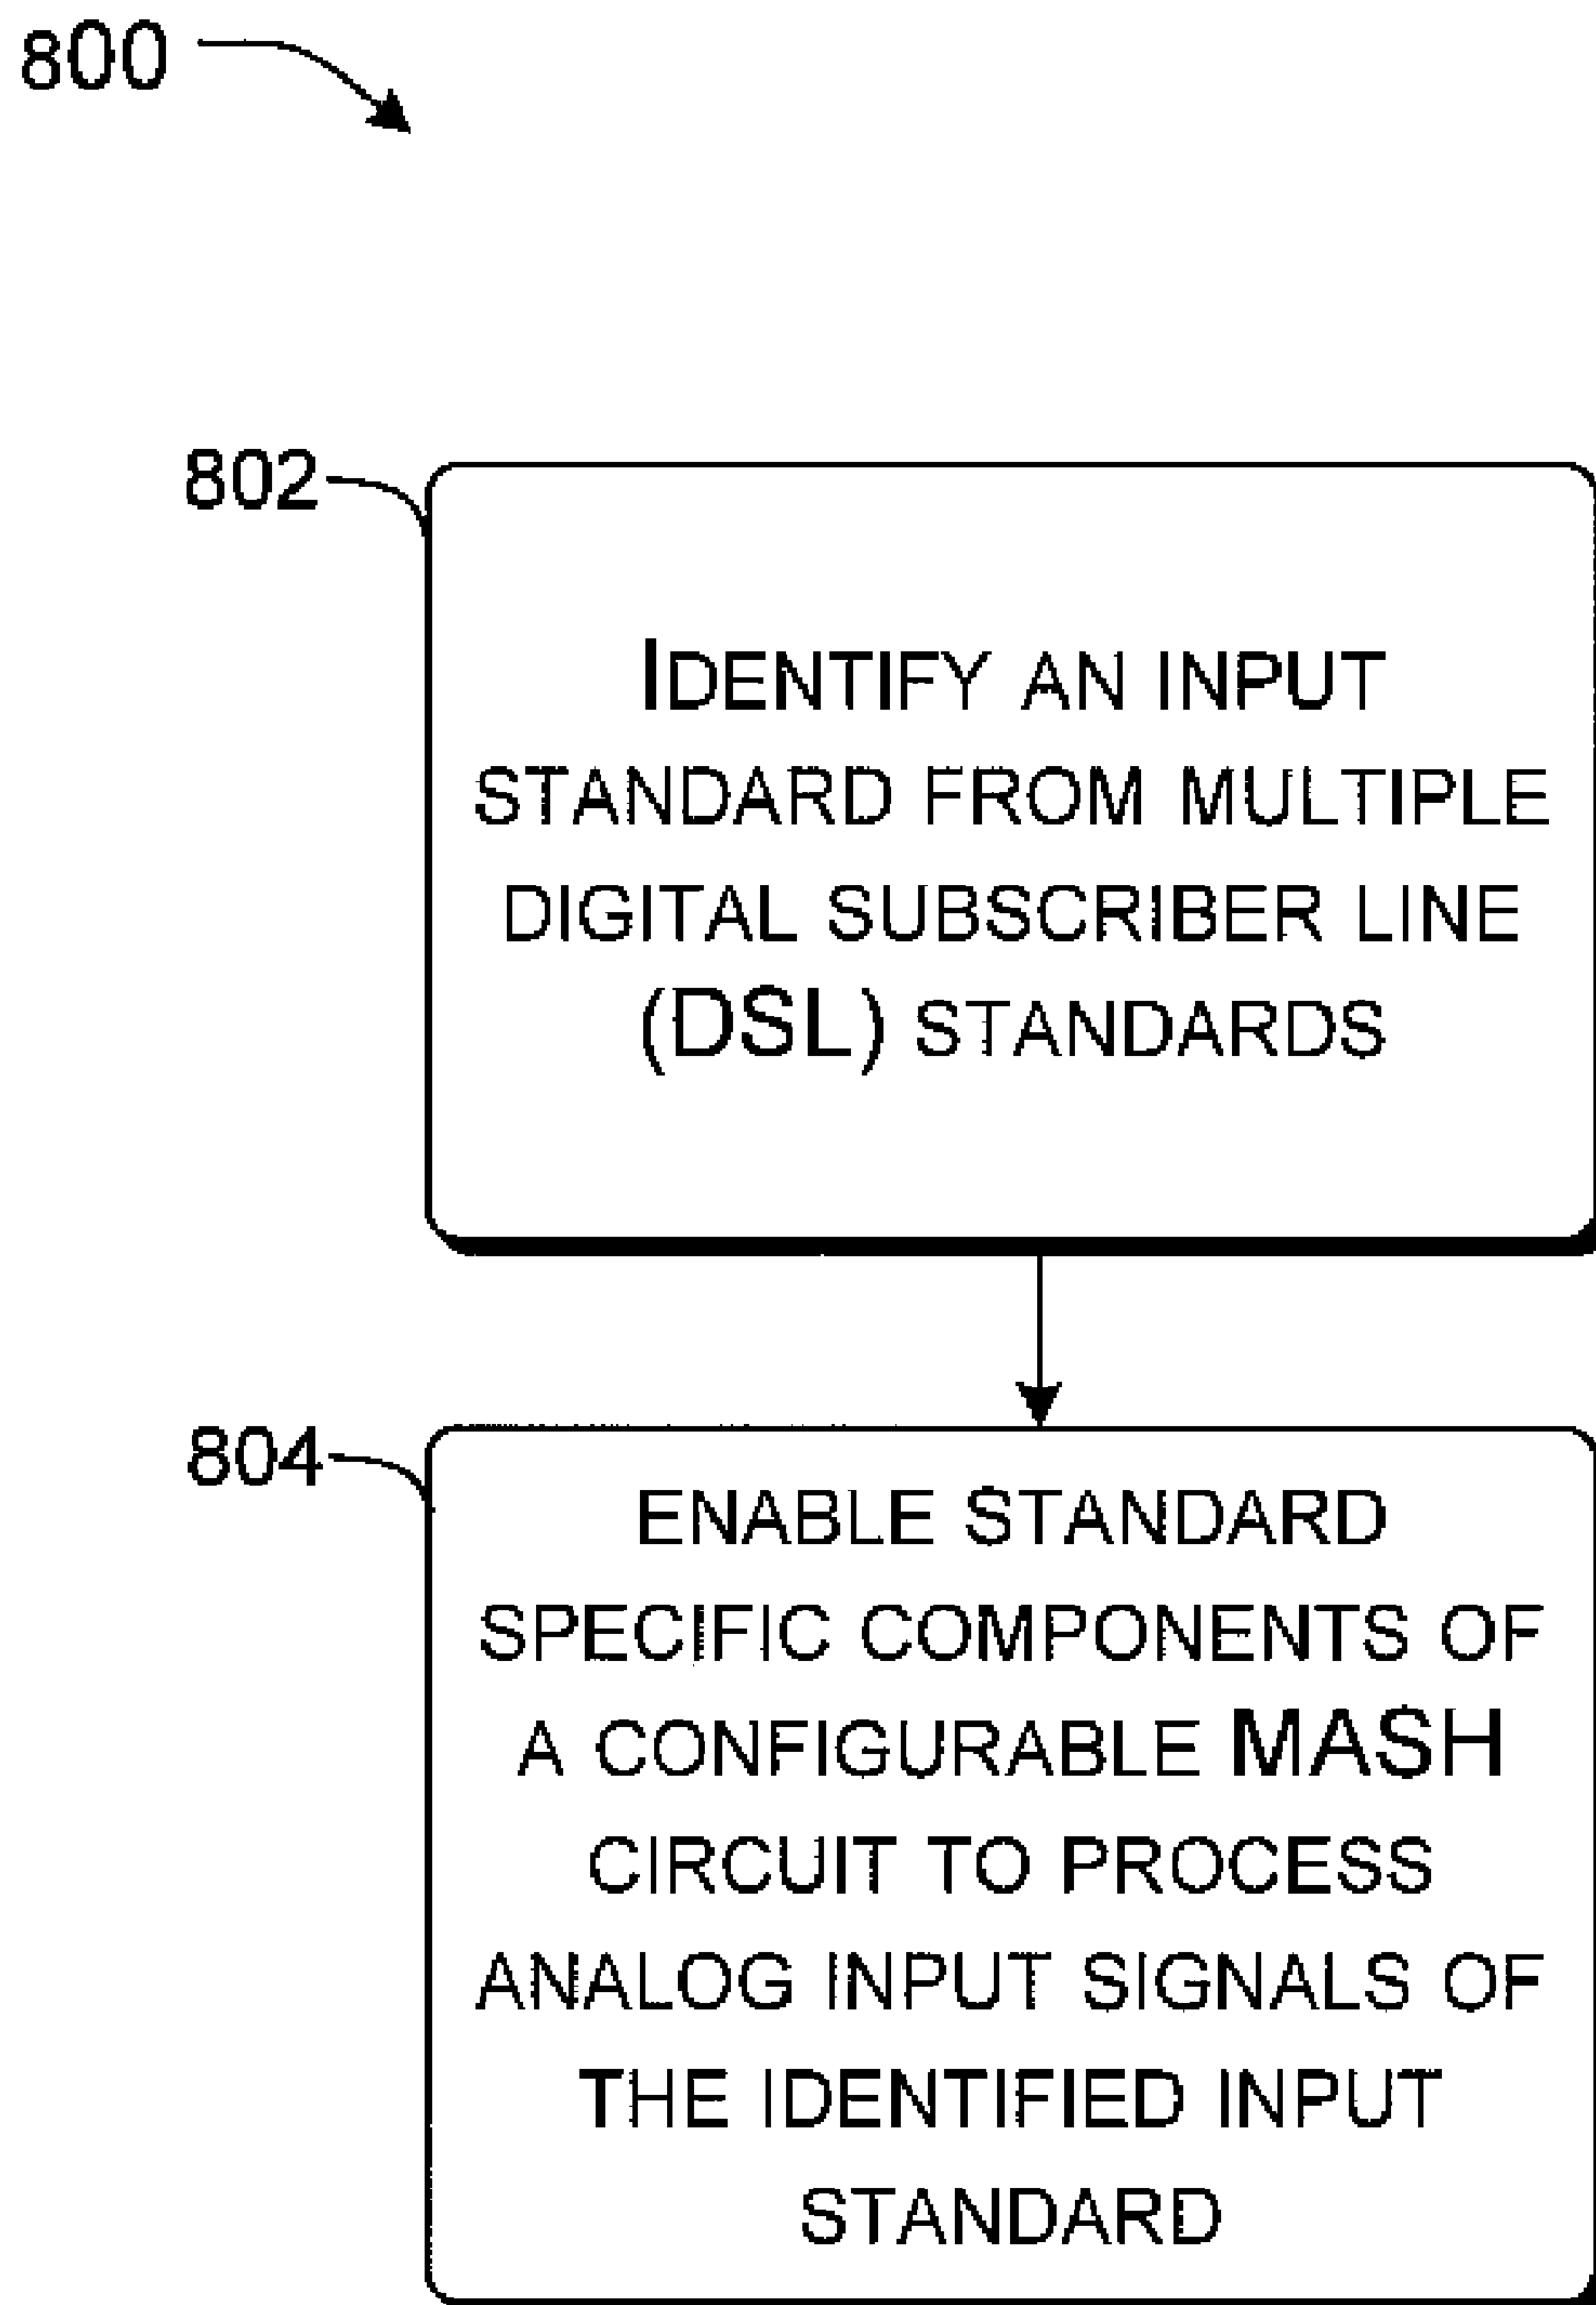 800
802
IDENTIFY AN INPUT
STANDARD FROM MULTIPLE
DIGITAL SUBSCRIBER LINE
(DSL) STANDARDS
804
ENABLE STANDARD
SPECIFIC COMPONENTS OF
A CONFIGURABLE MASH
CIRCUIT TO PROCESS
ANALOG INPUT SIGNALS OF
THE IDENTIFIED INPUT
STANDARD